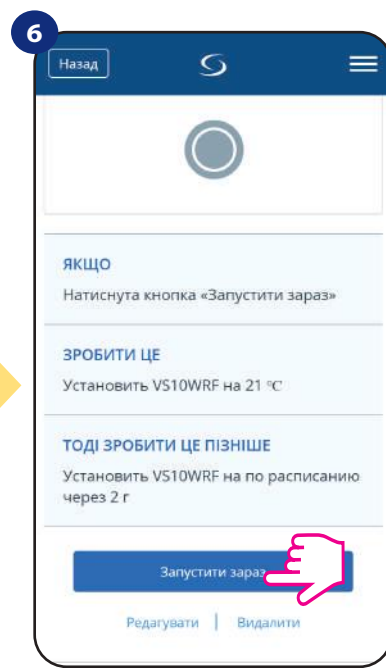 6
Назад
ЯКЩО
Натиснута кнопка «Запустити зараз»
ЗРОБИТИ ЦЕ
Установить VS10WRF на 21 °C
ТОДІ ЗРОБИТИ ЦЕ ПІЗНІШЕ
Установить VS10WRF на по расписанию
через 2 г
Запустити зараз
Редагувати | Видалити